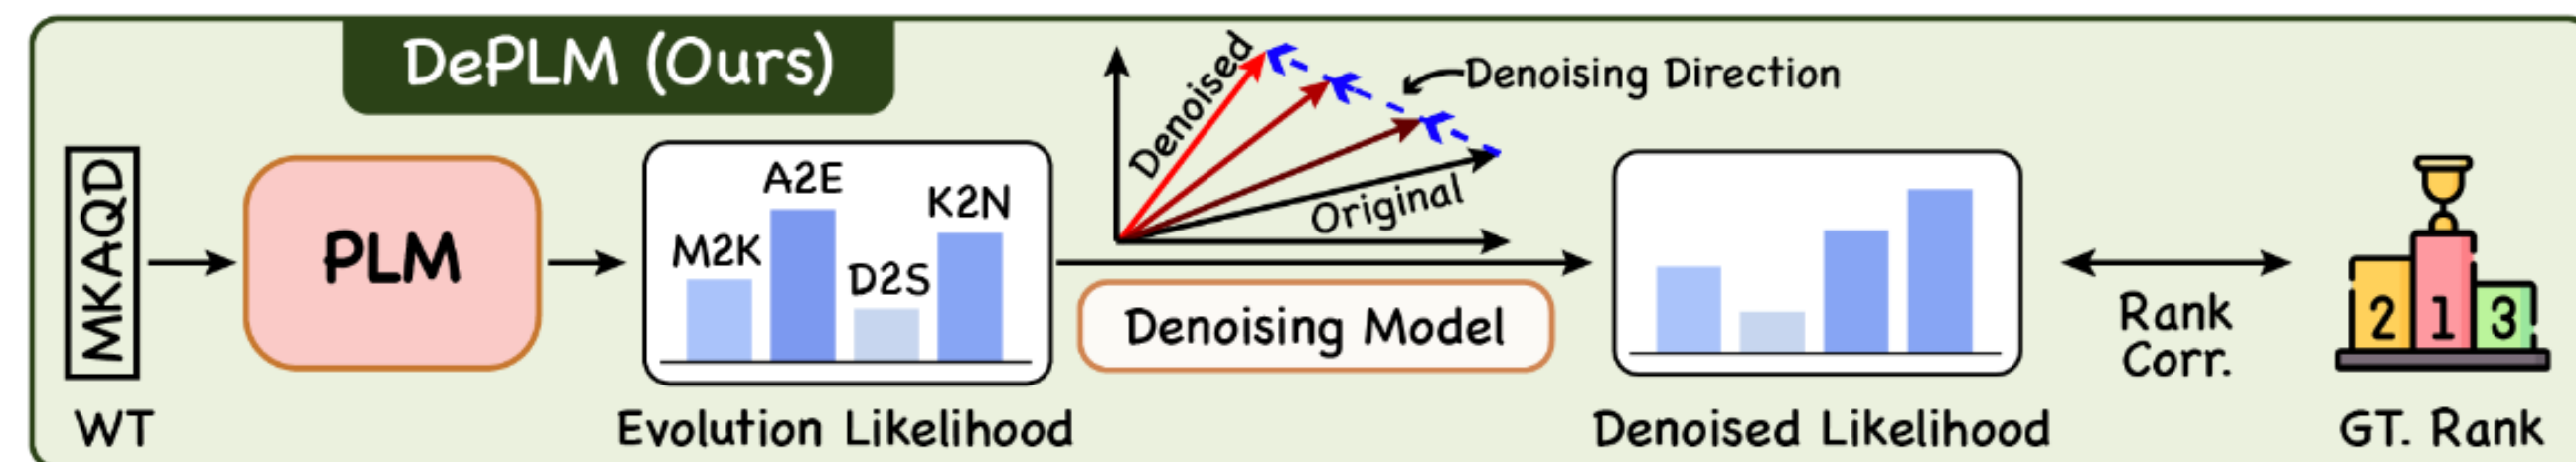 DePLM (Ours)
MKAQD
WT
PLM
M2K
A2E
D2S
K2N
Evolution Likelihood
Denoised
Original
Denoising Direction
Denoising Model
Denoised Likelihood
Rank
Corr.
2
1
3
GT. Rank